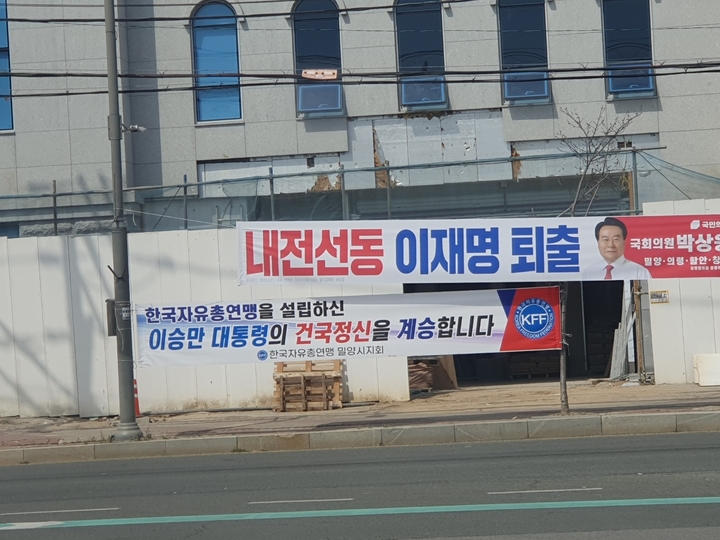 내전선동 이재명 퇴출
국회의원 박상웅
밀양·의령·함안·창
한국자유총연맹을 설립하신
이승만 대통령의 건국정신을 계승합니다
한국자유총연맹 밀양시지회
KFF